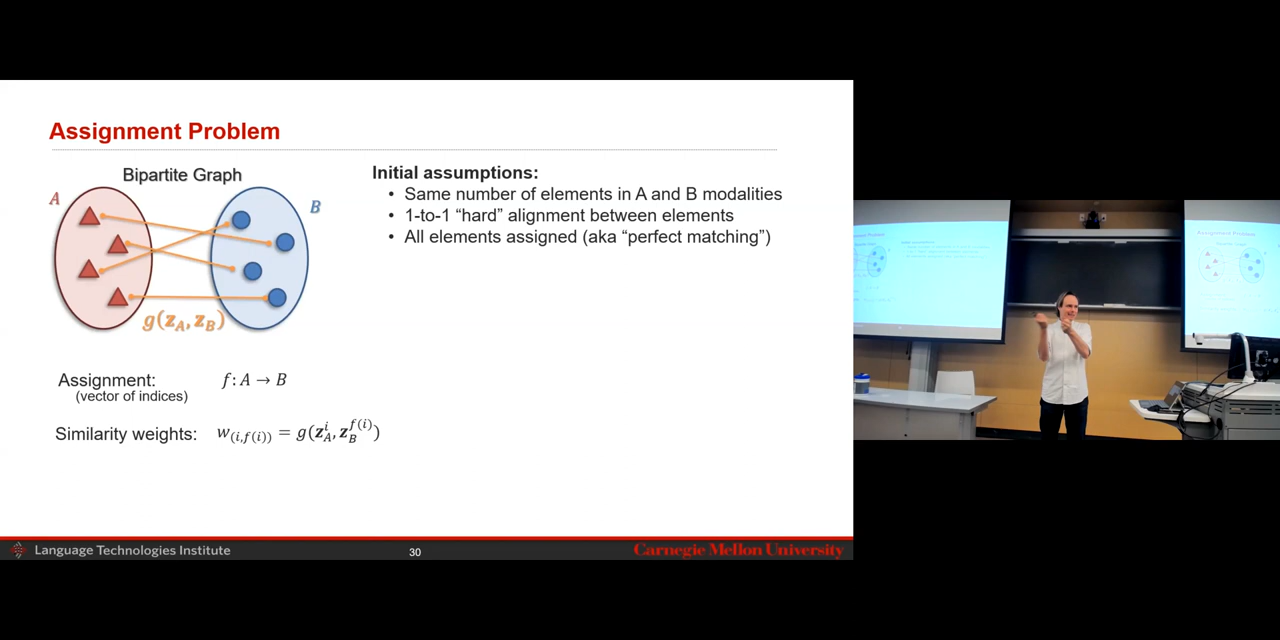 Assignment Problem
Bipartite Graph
A
B
g(z_A, z_B)
Initial assumptions:
• Same number of elements in A and B modalities
• 1-to-1 “hard” alignment between elements
• All elements assigned (aka “perfect matching”)
Assignment: f: A → B
(vector of indices)
Similarity weights: w_(i,f(i)) = g(z_A^i, z_B^f(i))
Language Technologies Institute
30
Carnegie Mellon University